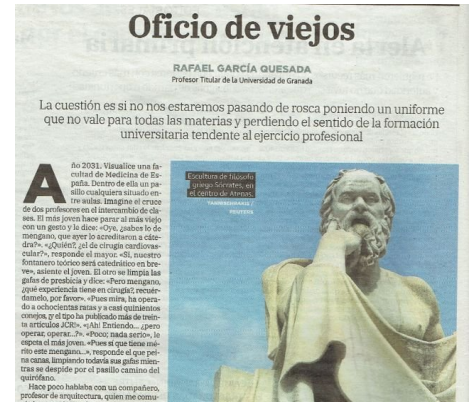 Oficio de viejos
RAFAEL GARCÍA QUESADA
Profesor Titular de la Universidad de Granada
La cuestión es si no nos estaremos pasando de rosca poniendo un uniforme
que no vale para todas las materias y perdiendo el sentido de la formación
universitaria tendente al ejercicio profesional
Año 2031. Visualice una fa-
cultad de Medicina de Es-
paña. Dentro de ella un pa-
sillo cualquiera situado en-
tre aulas. Imagine el cruce
de dos profesores en el intercambio de cla-
ses. El más joven hace parar al más viejo
con un gesto y le dice: «Oye, ¿sabes lo de
mengano, que ayer lo acreditaron a cáte-
dra?». «¿Quién?, ¿el de cirugía cardiovas-
cular?», responde el mayor. «Sí, nuestro
fontanero teórico será catedrático en bre-
ve», asiente el joven. El otro se limpia las
gafas de presbicia y dice: «Pero mengano,
¿qué experiencia tiene en cirugía?, recuér-
damelo, por favor». «Pues mira, ha opera-
do a ochocientas ratas y a casi quinientos
conejos, ¡y el tipo ha publicado más de trein-
ta artículos JCR!». «¡Ah! Entiendo... ¿pero
operar, operar...?». «Poco; nada serio», le
espeta el más joven. «Pues sí que tiene mé-
rito este mengano...», responde el que pei-
na canas, limpiando todavía sus gafas mien-
tras se despide por el pasillo camino del
quirófano.
Hace poco hablaba con un compañero,
profesor de arquitectura, quien me comu-
Escultura de filósofo
griego Sócrates, en
el centro de Atenas.